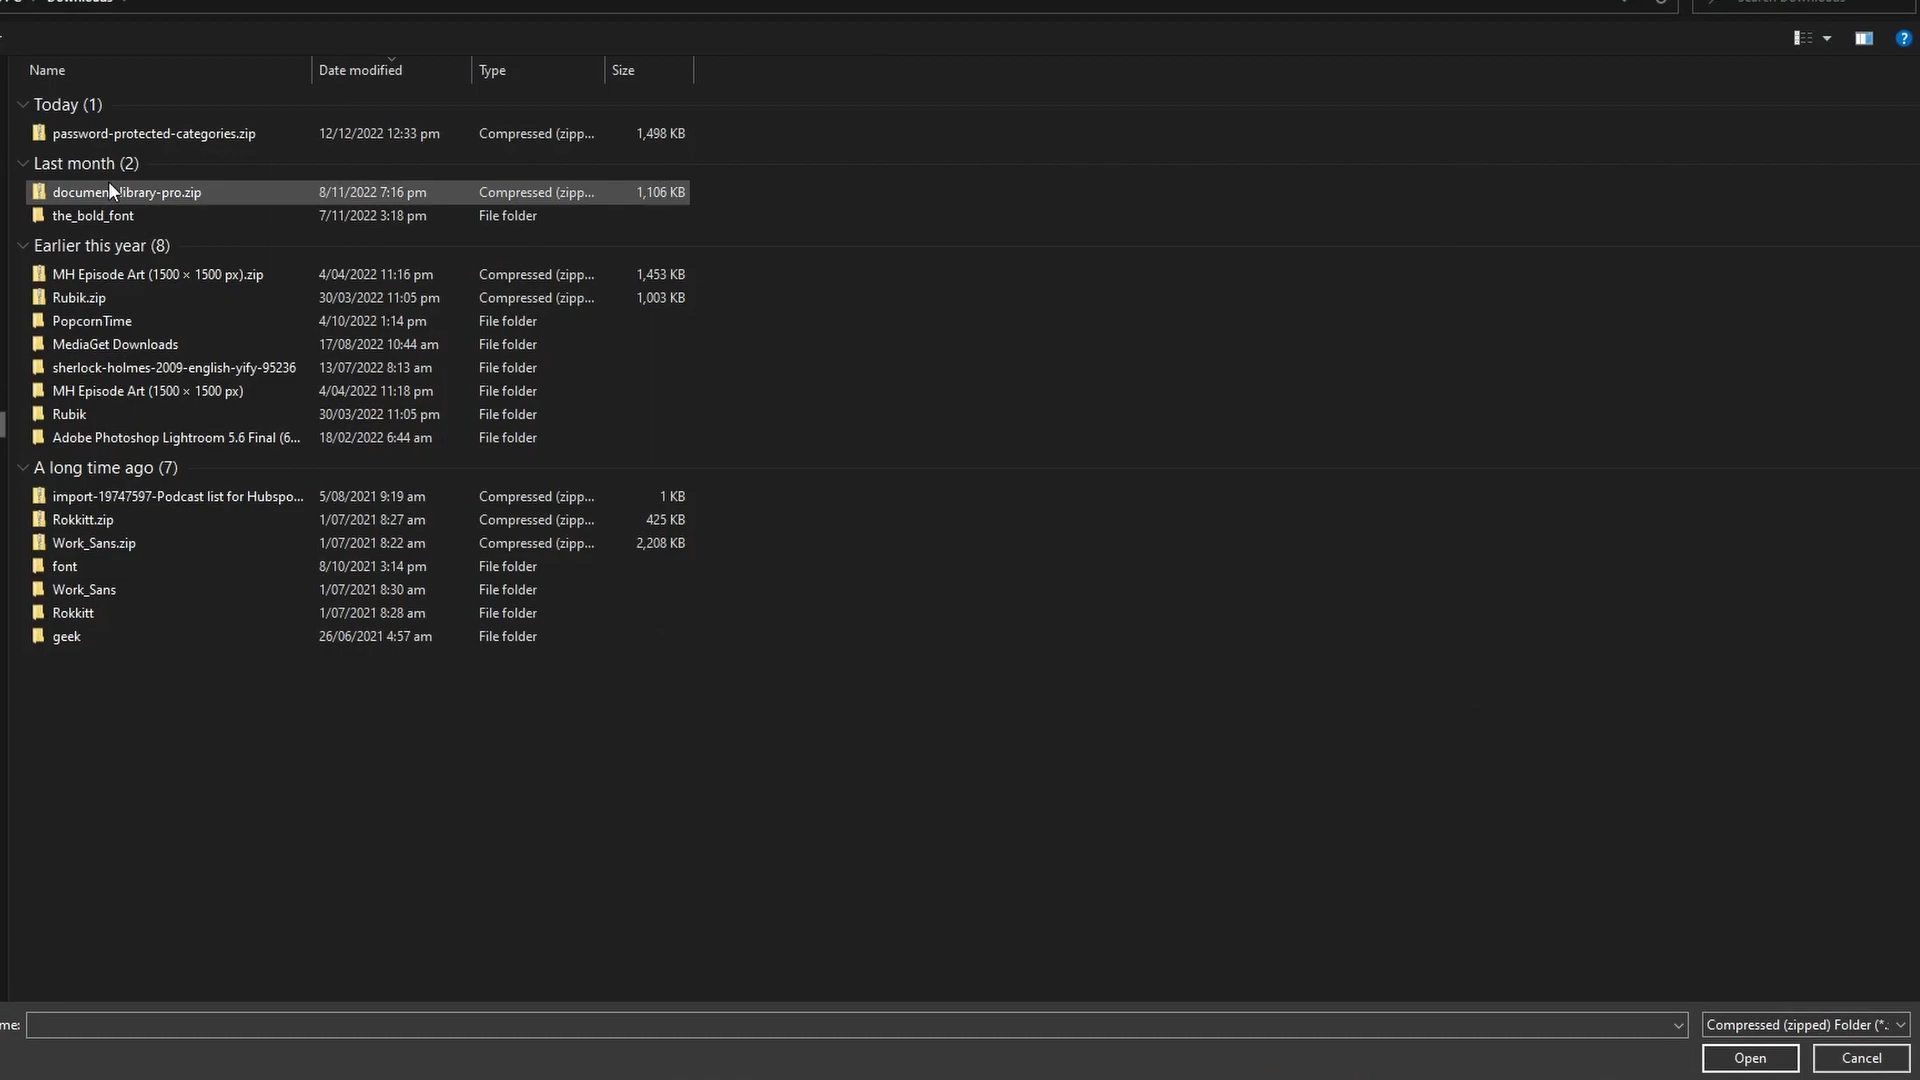 Downloads
Name Date modified Type Size
Today (1)
password-protected-categories.zip 12/12/2022 12:33 pm Compressed (zipp... 1,498 KB
Last month (2)
document-library-pro.zip 8/11/2022 7:16 pm Compressed (zipp... 1,106 KB
the_bold_font 7/11/2022 3:18 pm File folder
Earlier this year (8)
MH Episode Art (1500 × 1500 px).zip 4/04/2022 11:16 pm Compressed (zipp... 1,453 KB
Rubik.zip 30/03/2022 11:05 pm Compressed (zipp... 1,003 KB
PopcornTime 4/10/2022 1:14 pm File folder
MediaGet Downloads 17/08/2022 10:44 am File folder
sherlock-holmes-2009-english-yify-95236 13/07/2022 8:13 am File folder
MH Episode Art (1500 × 1500 px) 4/04/2022 11:18 pm File folder
Rubik 30/03/2022 11:05 pm File folder
Adobe Photoshop Lightroom 5.6 Final (6... 18/02/2022 6:44 am File folder
A long time ago (7)
import-19747597-Podcast list for Hubspo... 5/08/2021 9:19 am Compressed (zipp... 1 KB
Rokkitt.zip 1/07/2021 8:27 am Compressed (zipp... 425 KB
Work_Sans.zip 1/07/2021 8:22 am Compressed (zipp... 2,208 KB
font 8/10/2021 3:14 pm File folder
Work_Sans 1/07/2021 8:30 am File folder
Rokkitt 1/07/2021 8:28 am File folder
geek 26/06/2021 4:57 am File folder
me: Compressed (zipped) Folder (*.
Open Cancel